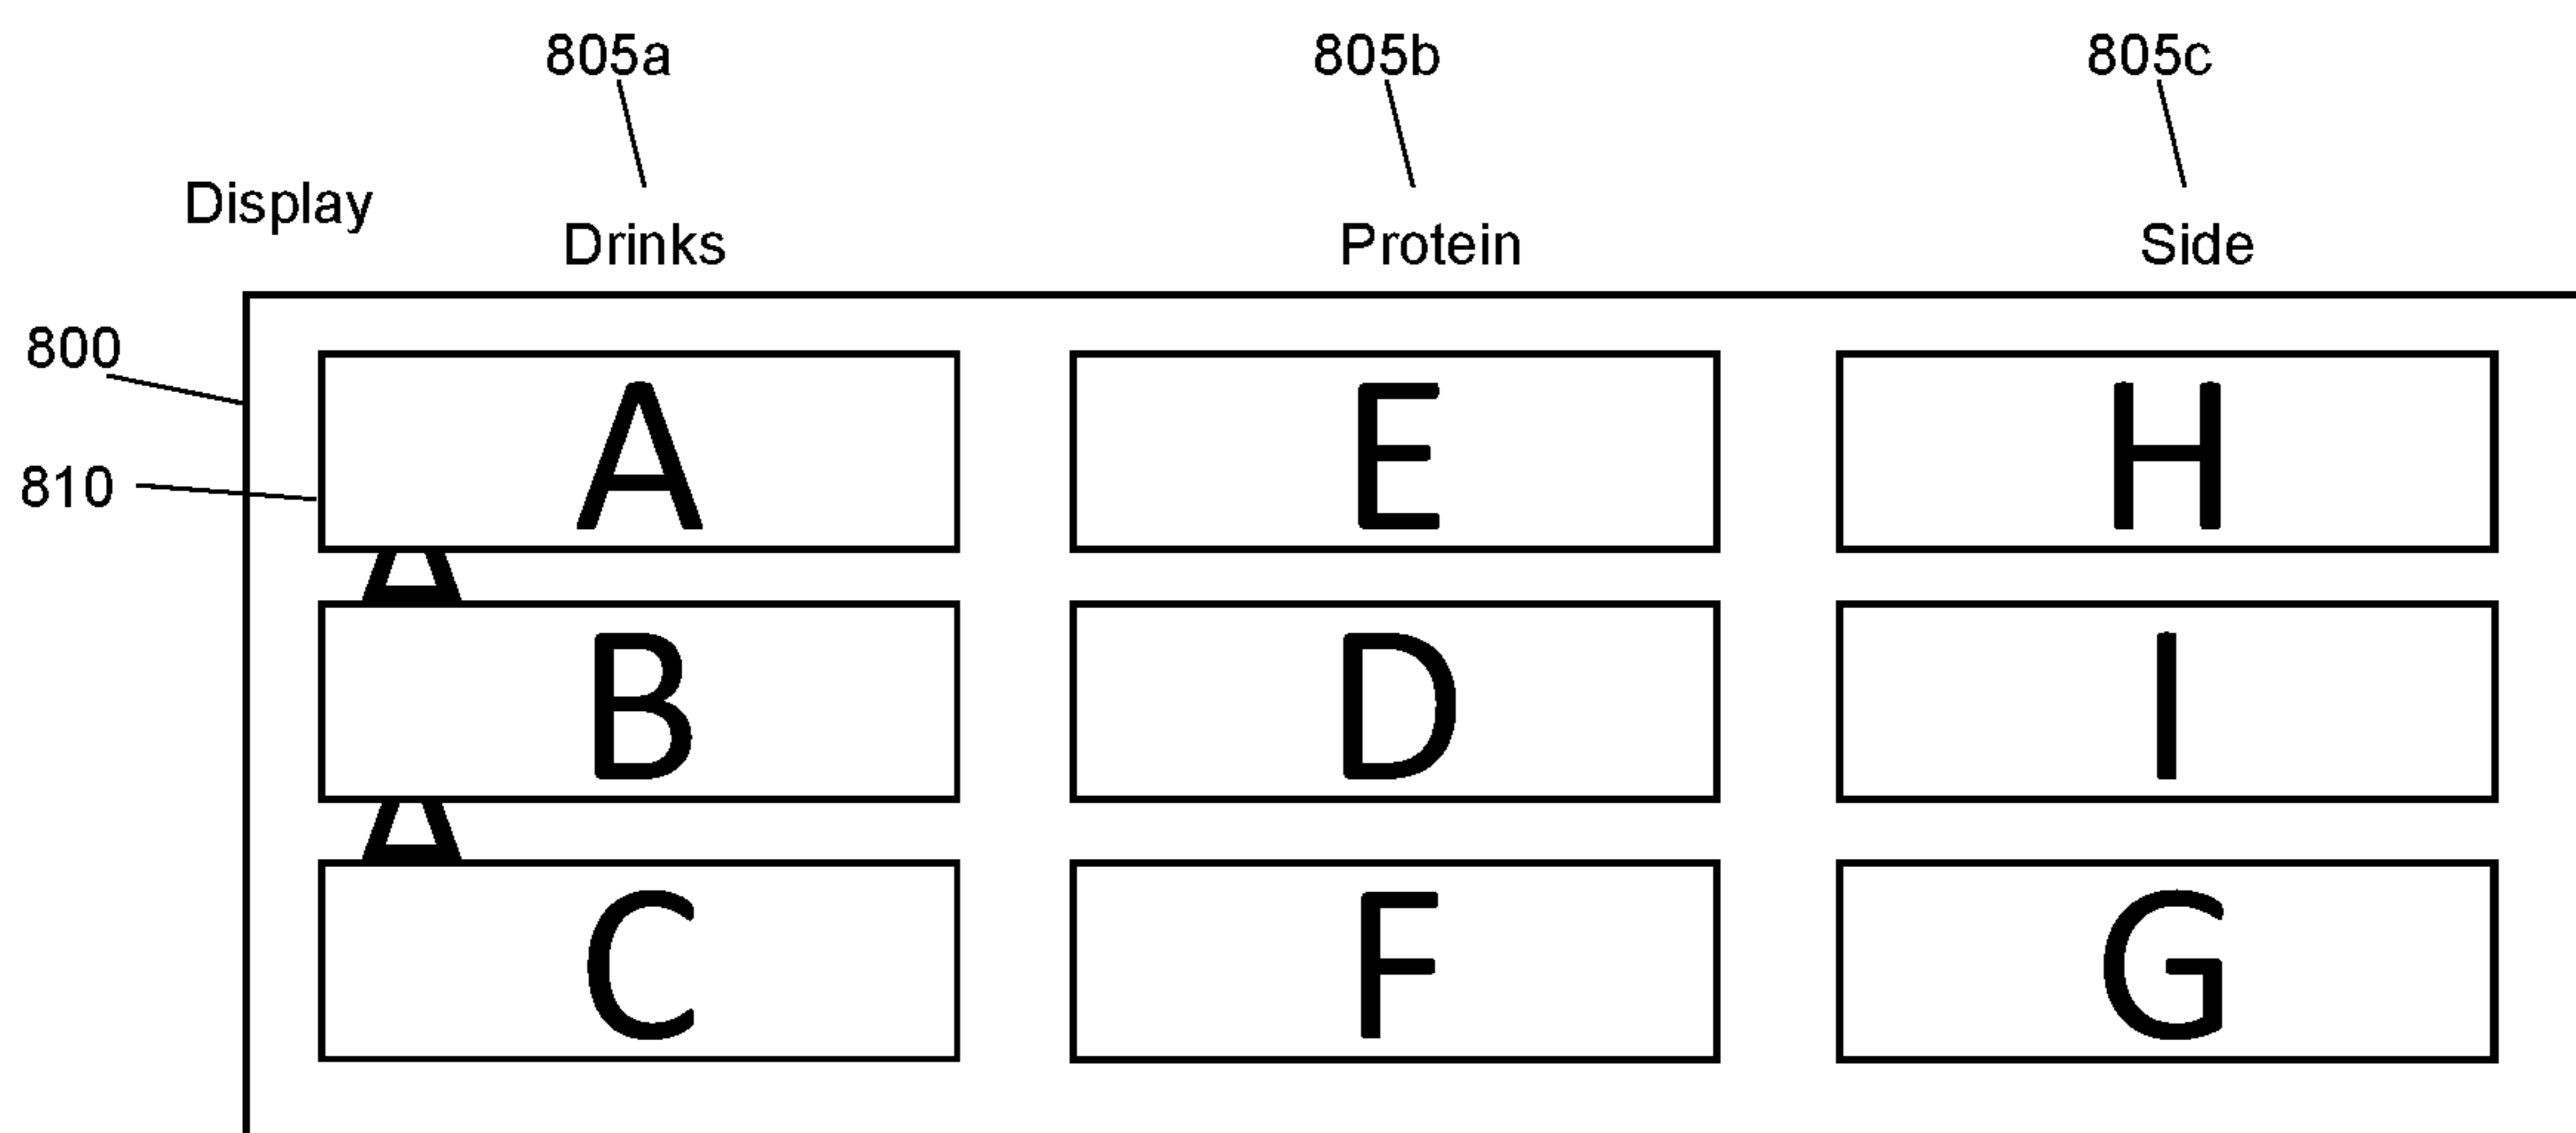 805a 805b 805c
Display
Drinks Protein Side
800
A E H
810
B D I
C F G